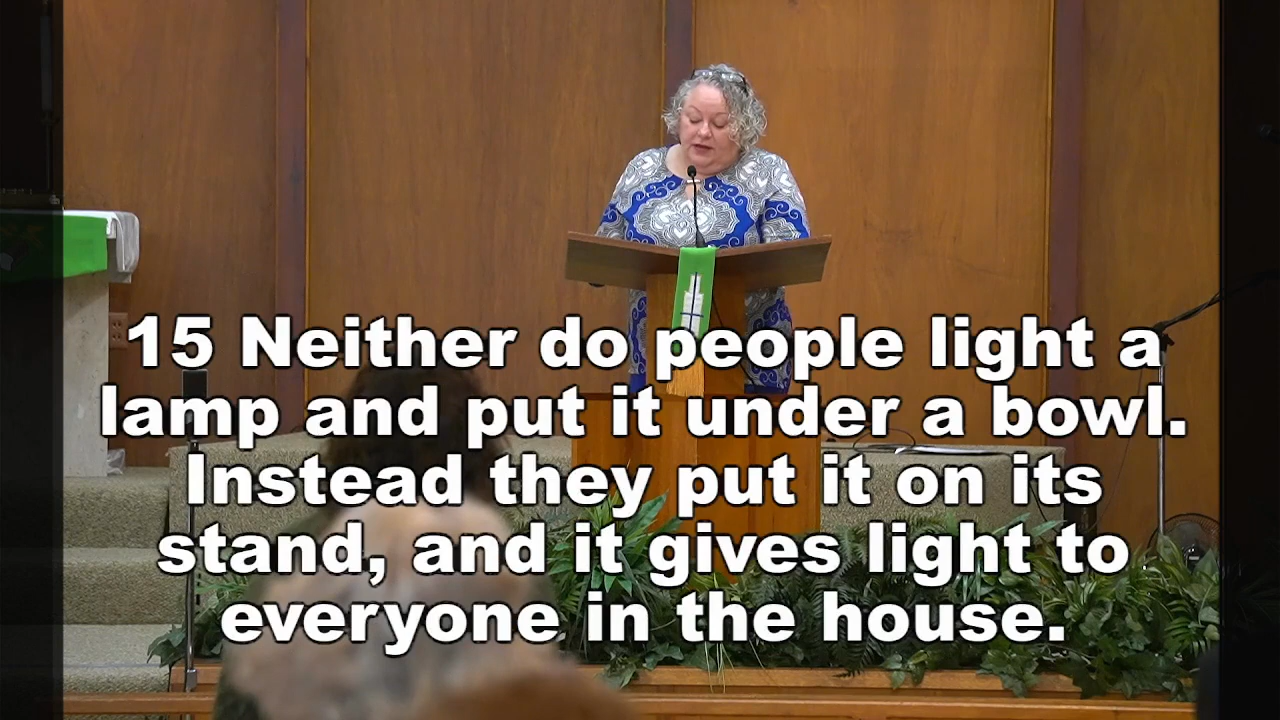 15 Neither do people light a
lamp and put it under a bowl.
Instead they put it on its
stand, and it gives light to
everyone in the house.